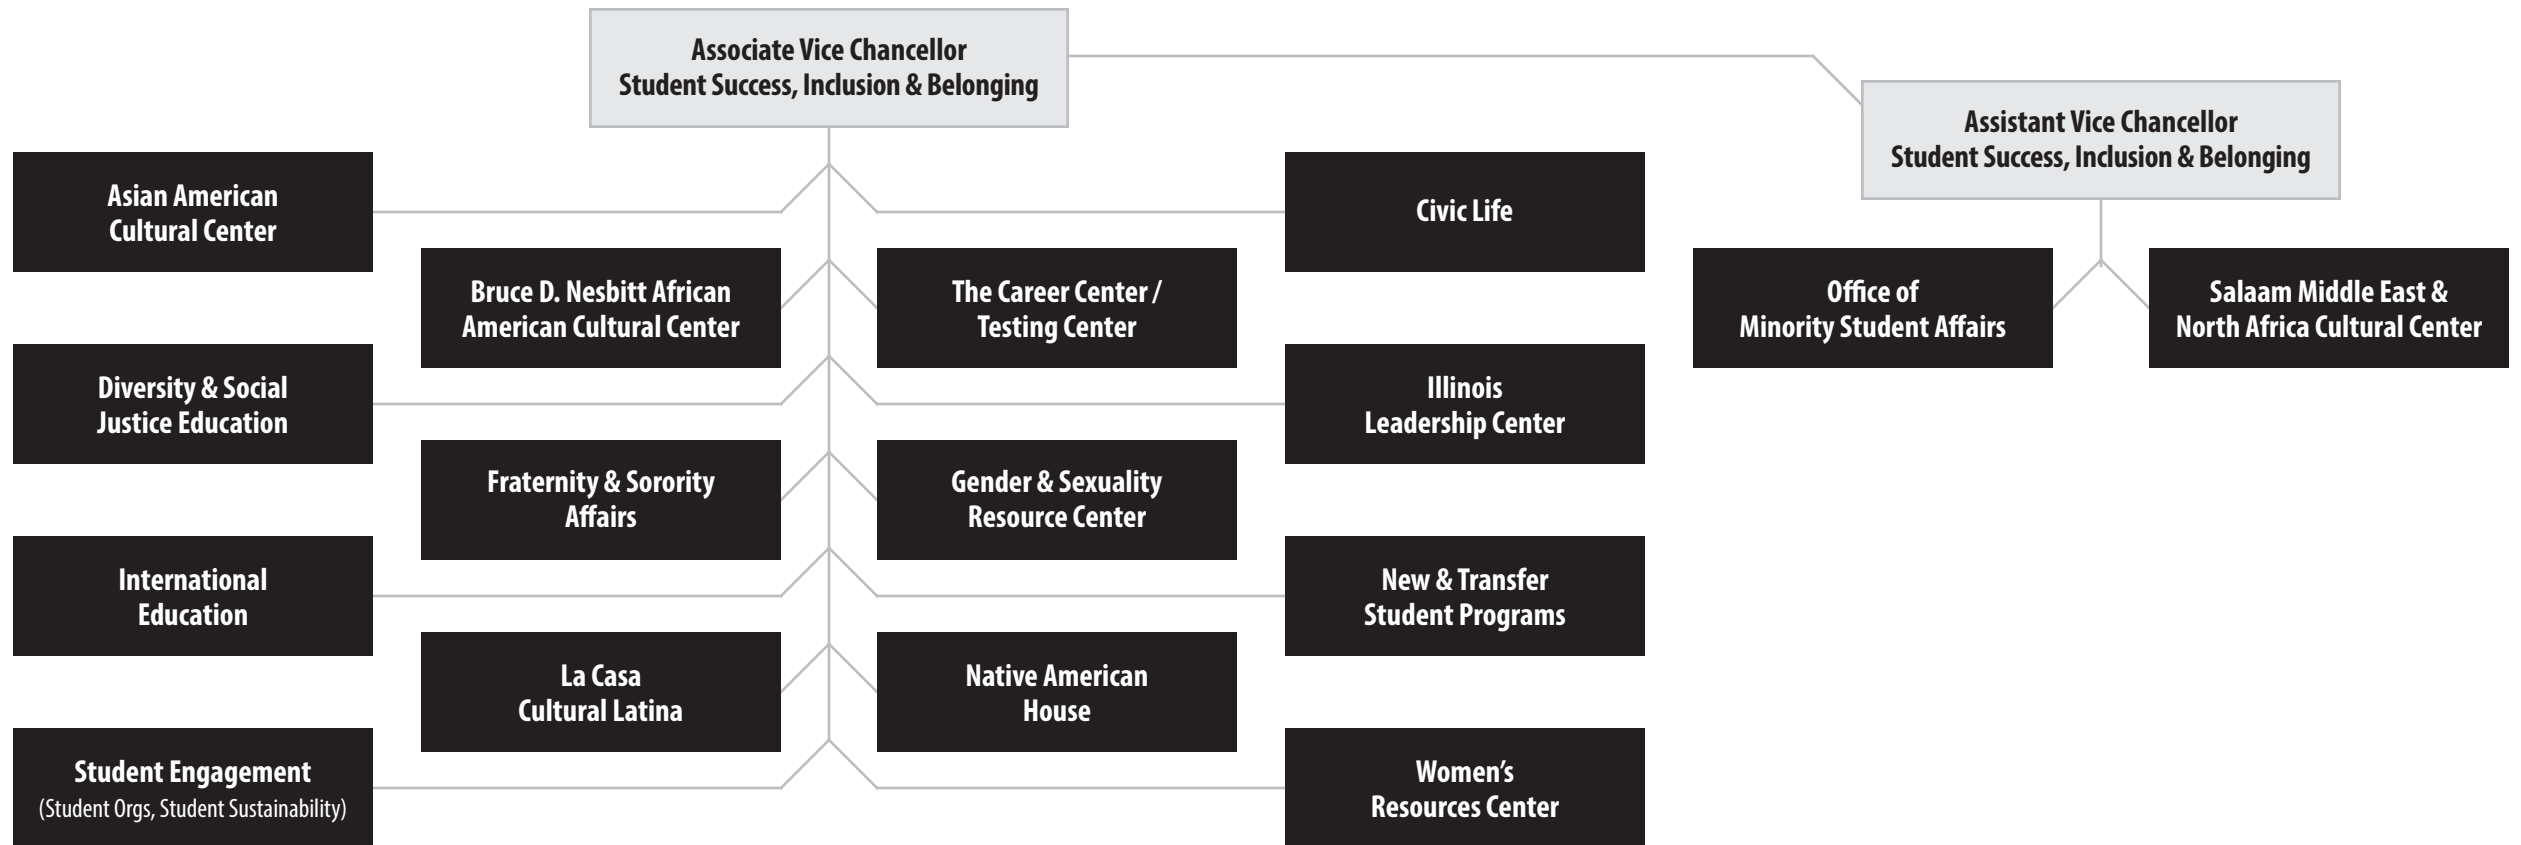 Associate Vice Chancellor
Student Success, Inclusion & Belonging
Assistant Vice Chancellor
Student Success, Inclusion & Belonging
Asian American
Cultural Center
Civic Life
Bruce D. Nesbitt African
American Cultural Center
The Career Center /
Testing Center
Office of
Minority Student Affairs
Salaam Middle East &
North Africa Cultural Center
Diversity & Social
Justice Education
Illinois
Leadership Center
Fraternity & Sorority
Affairs
Gender & Sexuality
Resource Center
International
Education
New & Transfer
Student Programs
La Casa
Cultural Latina
Native American
House
Student Engagement
(Student Orgs, Student Sustainability)
Women’s
Resources Center